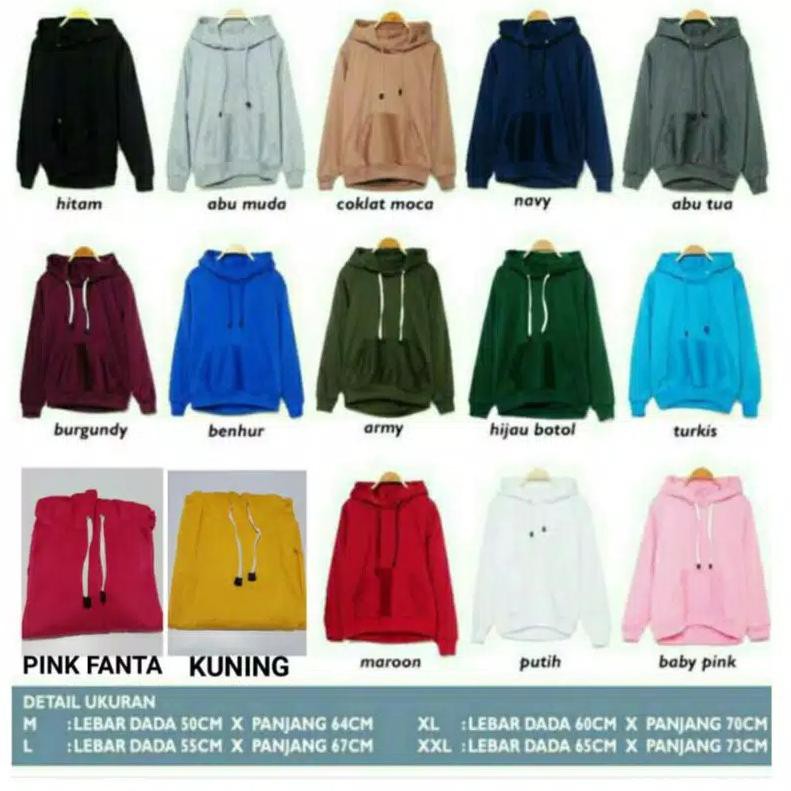 hitam abu muda coklat moca navy abu tua
burgundy benhur army hijau botol turkis
PINK FANTA KUNING maroon putih baby pink
DETAIL UKURAN
M :LEBAR DADA 50CM X PANJANG 64CM XL :LEBAR DADA 60CM X PANJANG 70CM
L :LEBAR DADA 55CM X PANJANG 67CM XXL :LEBAR DADA 65CM X PANJANG 73CM